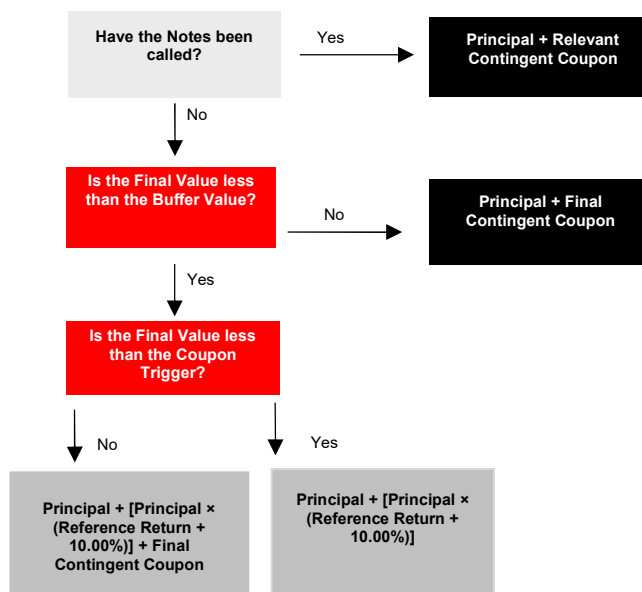 Have the Notes been
called?
Yes
Principal + Relevant
Contingent Coupon
No
Is the Final Value less
than the Buffer Value?
No
Principal + Final
Contingent Coupon
Yes
Is the Final Value less
than the Coupon
Trigger?
No
Yes
Principal + [Principal ×
(Reference Return +
10.00%)] + Final
Contingent Coupon
Principal + [Principal ×
(Reference Return +
10.00%)]